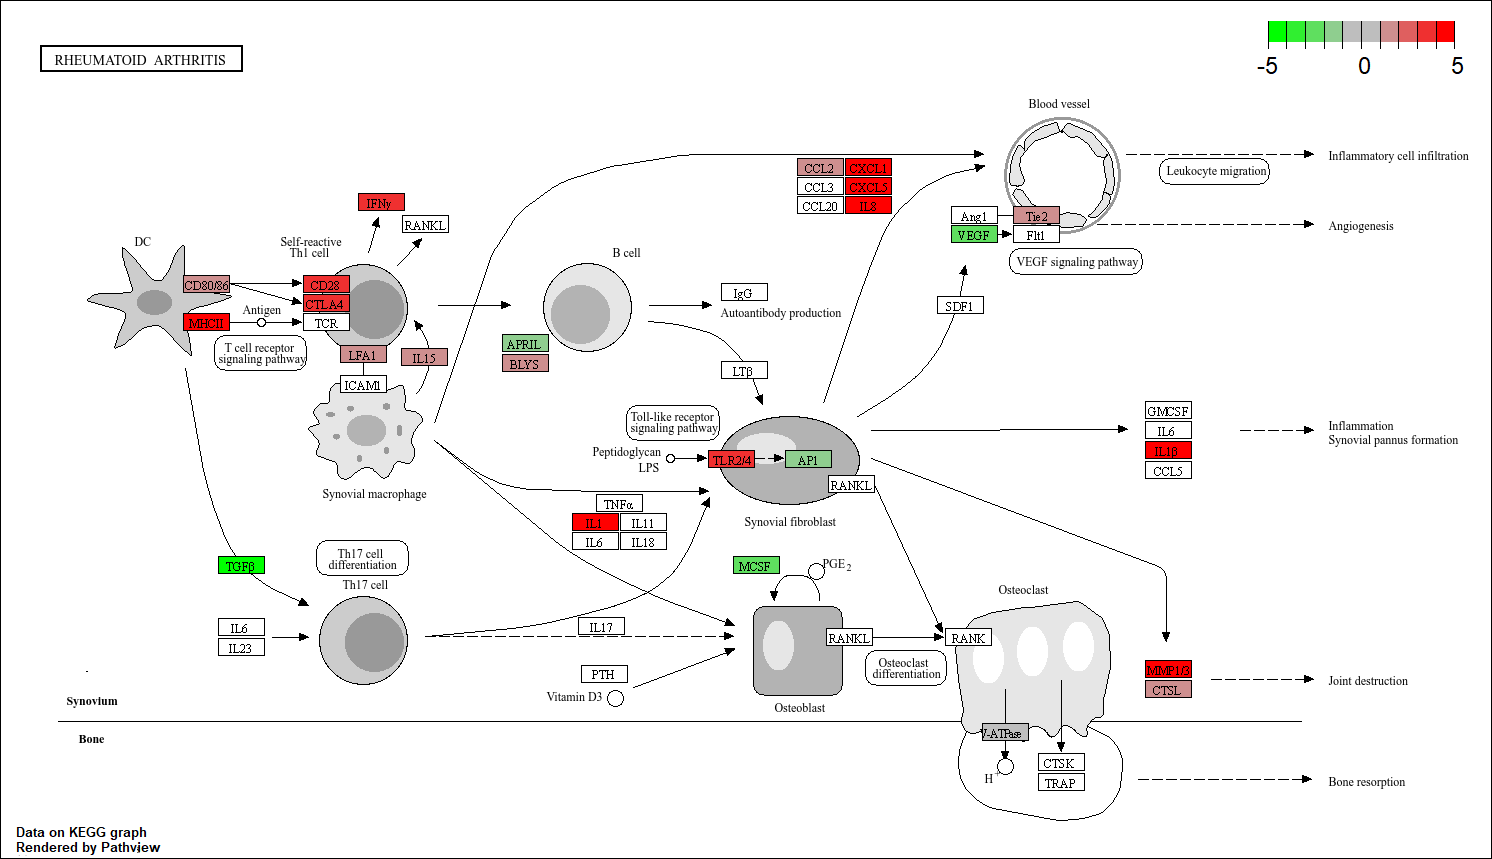 RHEUMATOID ARTHRITIS
-5 0 5
Blood vessel
CCL2 CXCL1
CCL3 CXCL5
CCL20 IL8
Leukocyte migration
Inflammatory cell infiltration
IFNγ
RANKL
Ang1 Tie2
VEGF Flt1
Angiogenesis
VEGF signaling pathway
DC
Self-reactive
Th1 cell
B cell
CD80/86
CD28
CTLA4
Antigen
MHCII
TCR
IgG
Autoantibody production
SDF1
T cell receptor
signaling pathway
LFA1
IL15
ICAM1
APRIL
BLYS
LTβ
Toll-like receptor
signaling pathway
Peptidoglycan
LPS
TLR2/4
AP1
RANKL
GMCSF
IL6
IL1β
CCL5
Inflammation
Synovial pannus formation
Synovial macrophage
Synovial fibroblast
TNFα
IL1 IL11
IL6 IL18
Th17 cell
differentiation
Th17 cell
TGFβ
MCSF
PGE2
Osteoclast
IL6
IL23
IL17
RANKL
RANK
Osteoclast
differentiation
PTH
Vitamin D3
Osteoblast
MMP1/3
CTSL
Joint destruction
Synovium
Bone
V-ATPase
H+
CTSK
TRAP
Bone resorption
Data on KEGG graph
Rendered by Pathview